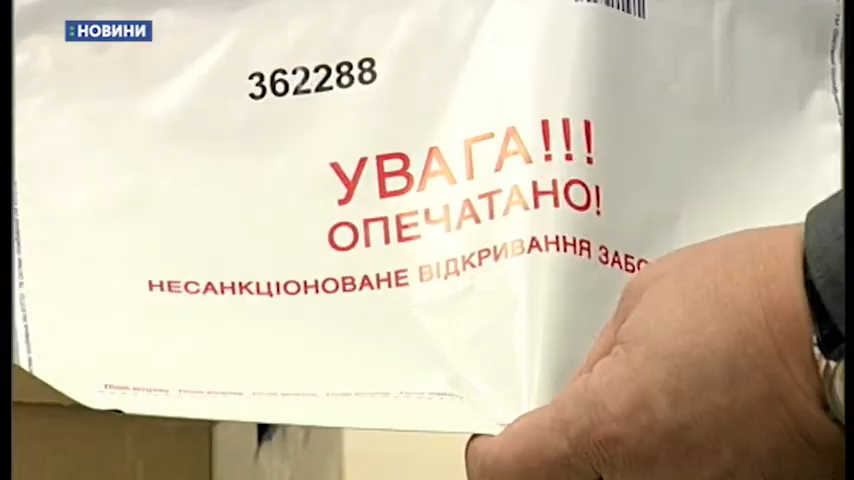 :НОВИНИ
362288
УВАГА!!!
ОПЕЧАТАНО!
НЕСАНКЦІОНОВАНЕ ВІДКРИВАННЯ